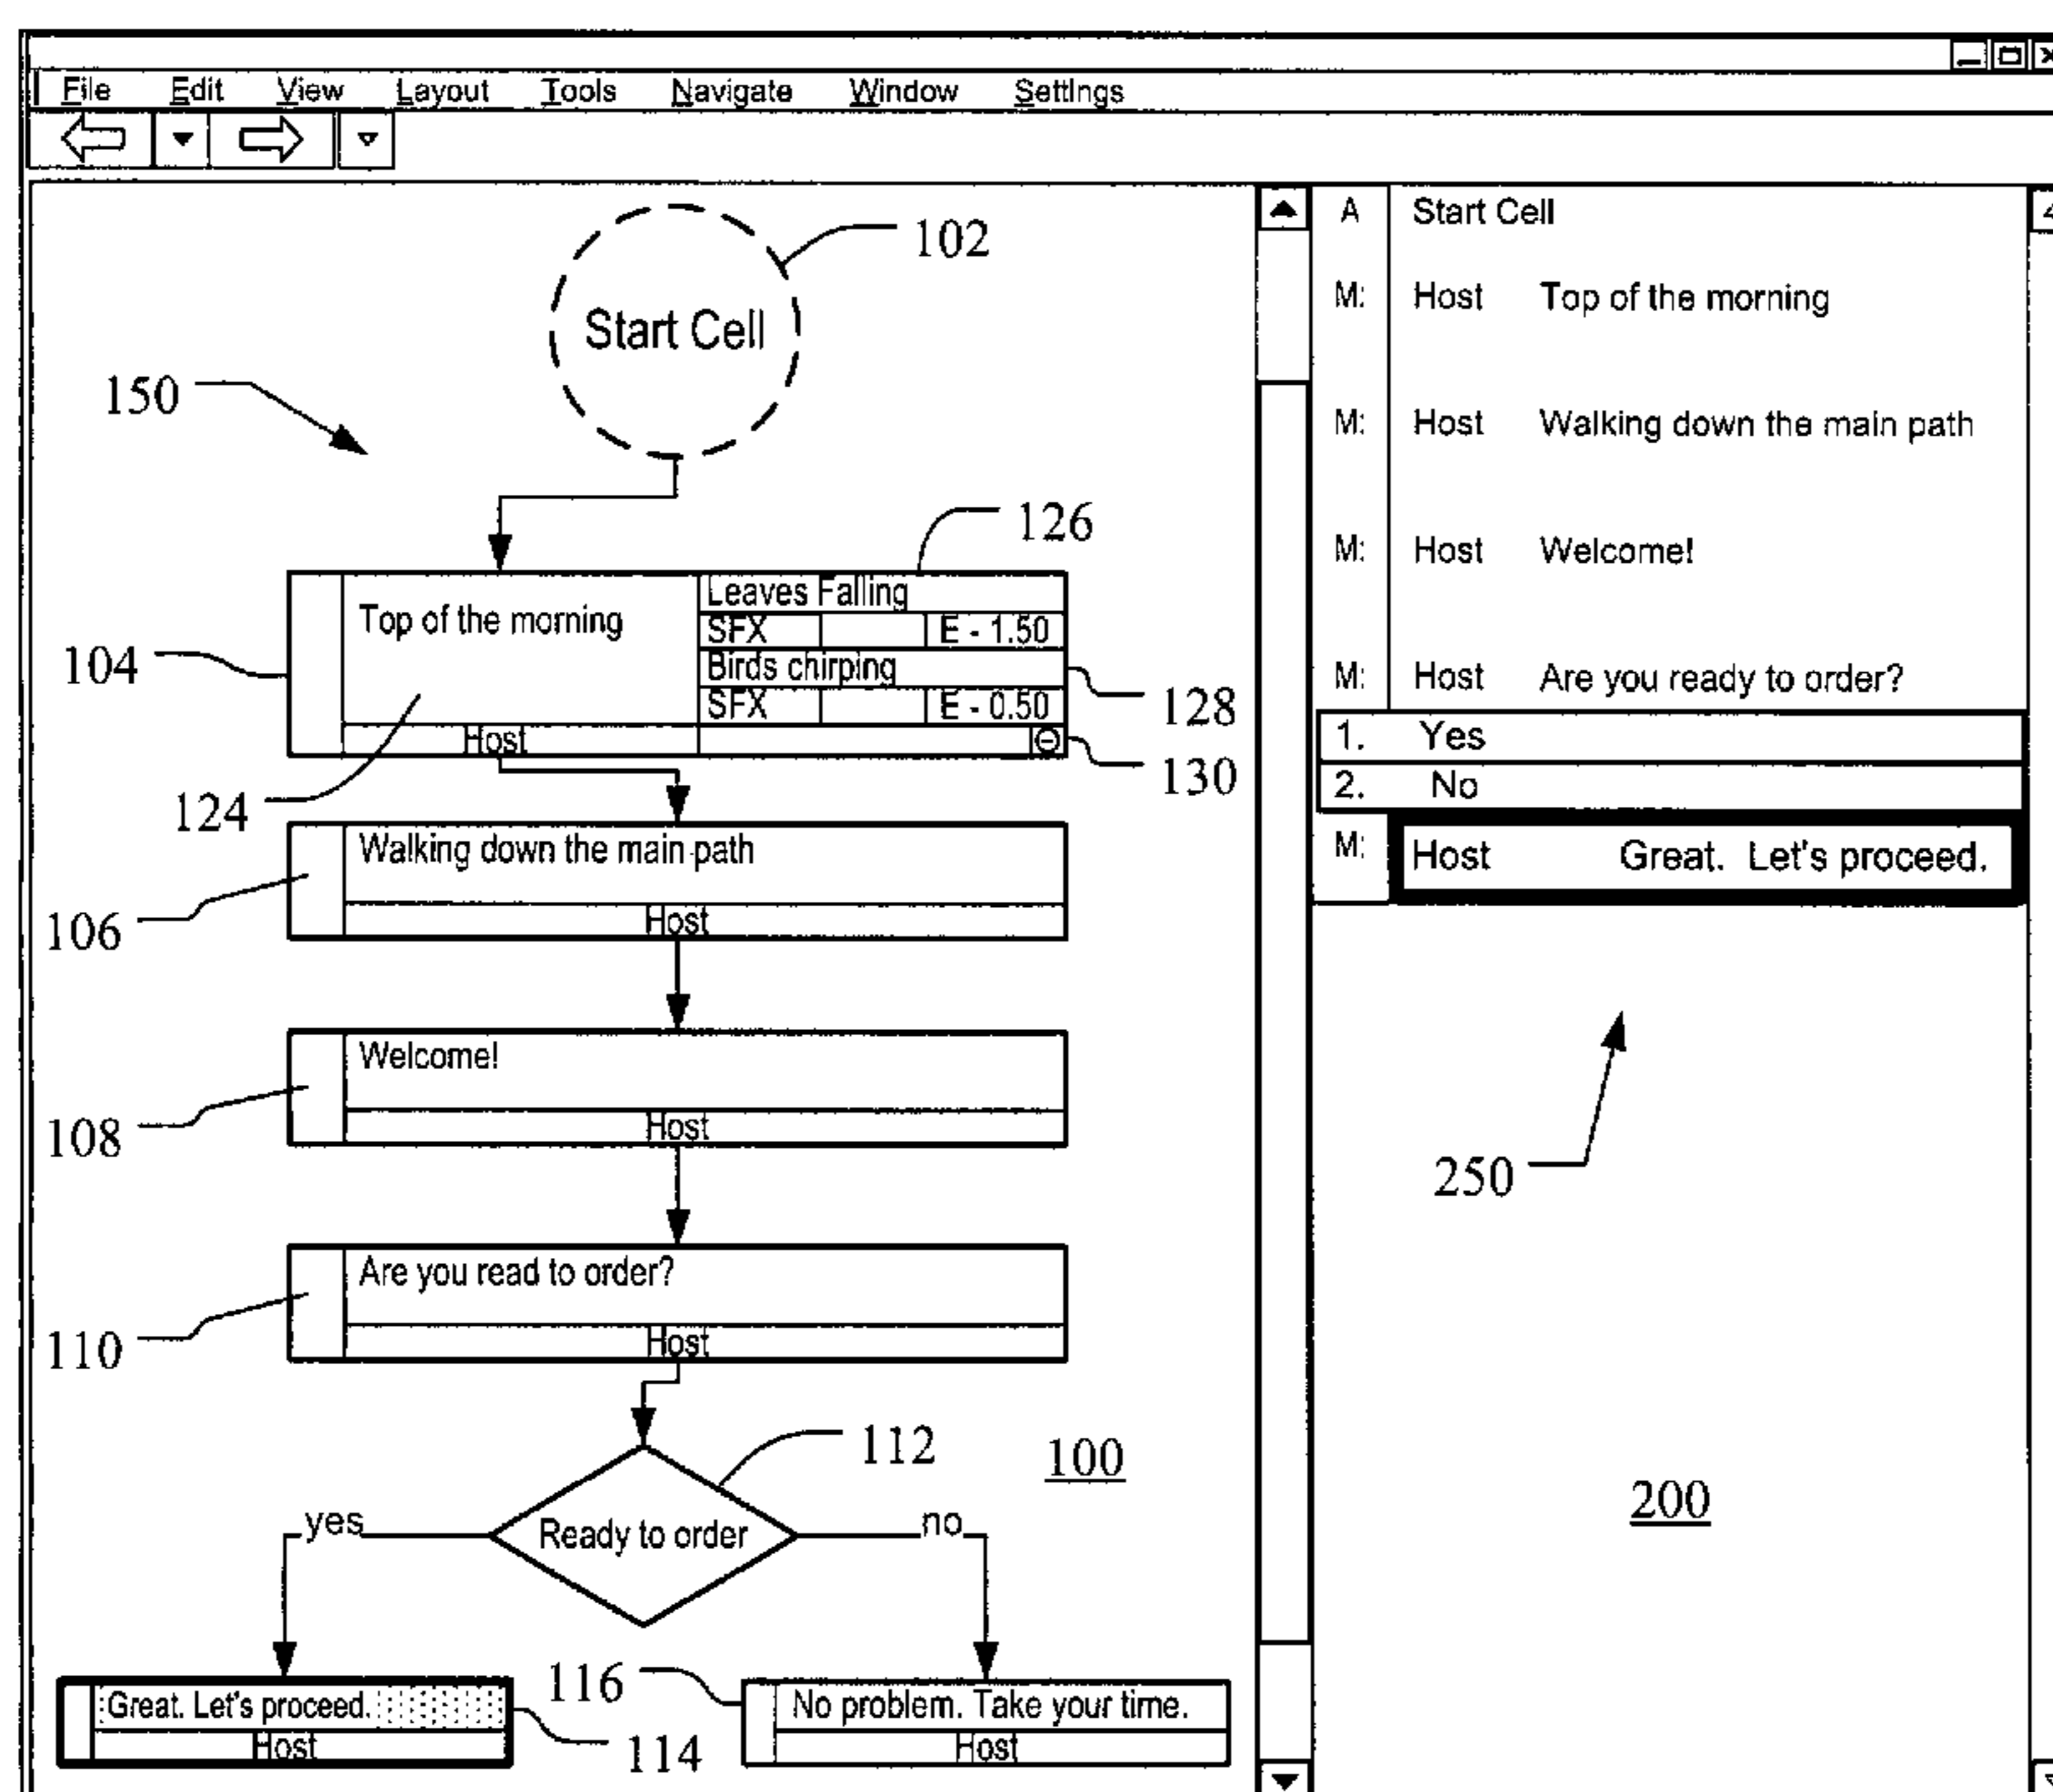 File Edit View Layout Tools Navigate Window Settings
Start Cell
102
150
126
Top of the morning
Leaves Falling
SFX E - 1.50
Birds chirping
SFX E - 0.50
Host
104
128
130
124
Walking down the main path
Host
106
Welcome!
Host
108
Are you read to order?
Host
110
112
100
Ready to order
yes
no
Great. Let's proceed.
Host
114
116
No problem. Take your time.
Host
A Start Cell
M: Host Top of the morning
M: Host Walking down the main path
M: Host Welcome!
M: Host Are you ready to order?
1. Yes
2. No
M: Host Great. Let's proceed.
250
200